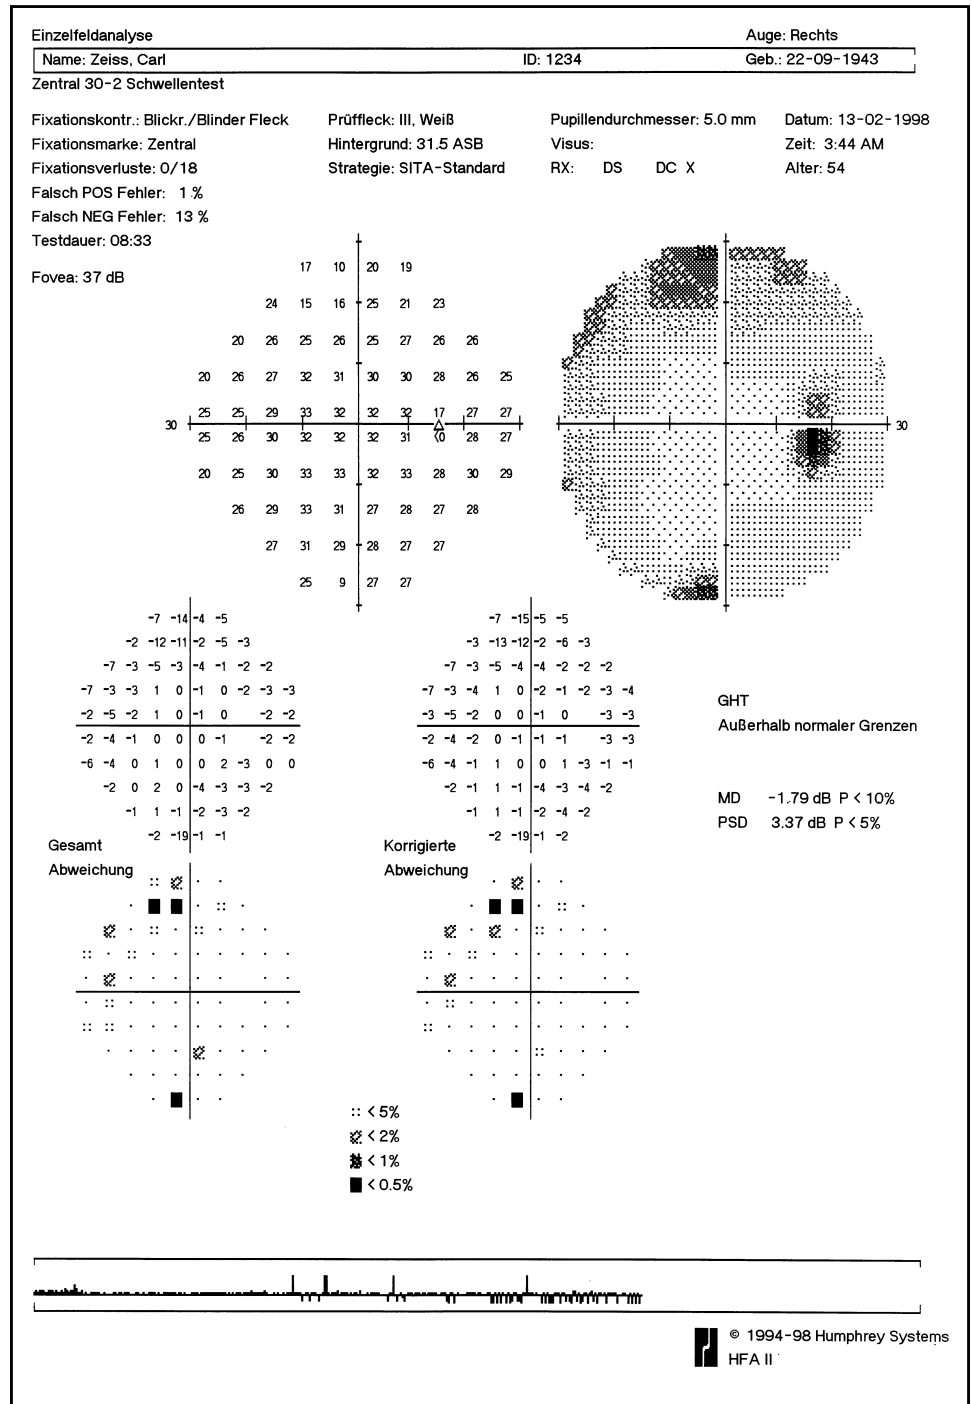 Einzelfeldanalyse Auge: Rechts
Name: Zeiss, Carl ID: 1234 Geb.: 22-09-1943
Zentral 30-2 Schwellentest
Fixationskontr.: Blickr./Blinder Fleck Prüffleck: III, Weiß Pupillendurchmesser: 5.0 mm Datum: 13-02-1998
Fixationsmarke: Zentral Hintergrund: 31.5 ASB Visus: Zeit: 3:44 AM
Fixationsverluste: 0/18 Strategie: SITA-Standard RX: DS DC X Alter: 54
Falsch POS Fehler: 1 %
Falsch NEG Fehler: 13 %
Testdauer: 08:33
Fovea: 37 dB
17 10 20 19
24 15 16 25 21 23
20 26 25 26 25 27 26 26
20 26 27 32 31 30 30 28 26 25
25 25 29 33 32 32 32 17 27 27
30 30
25 26 30 32 32 32 31 <0 28 27
20 25 30 33 33 32 33 28 30 29
26 29 33 31 27 28 27 28
27 31 29 28 27 27
25 9 27 27
-7 -14 -4 -5 -7 -15 -5 -5
-2 -12 -11 -2 -5 -3 -3 -13 -12 -2 -6 -3
-7 -3 -5 -3 -4 -1 -2 -2 -7 -3 -5 -4 -4 -2 -2 -2
-7 -3 -3 1 0 -1 0 -2 -3 -3 -7 -3 -4 1 0 -2 -1 -2 -3 -4
-2 -5 -2 1 0 -1 0 -2 -2 -3 -5 -2 0 0 -1 0 -3 -3
-2 -4 -1 0 0 0 -1 -2 -2 -2 -4 -2 0 -1 -1 -1 -3 -3
-6 -4 0 1 0 0 2 -3 0 0 -6 -4 -1 1 0 0 1 -3 -1 -1
-2 0 2 0 -4 -3 -3 -2 -2 -1 1 -1 -4 -3 -4 -2
-1 1 -1 -2 -3 -2 -1 1 -1 -2 -4 -2
-2 -19 -1 -1 -2 -19 -1 -2
GHT
Außerhalb normaler Grenzen
MD -1.79 dB P < 10%
PSD 3.37 dB P < 5%
Gesamt
Abweichung
Korrigierte
Abweichung
< 5%
< 2%
< 1%
< 0.5%
© 1994-98 Humphrey Systems
HFA II